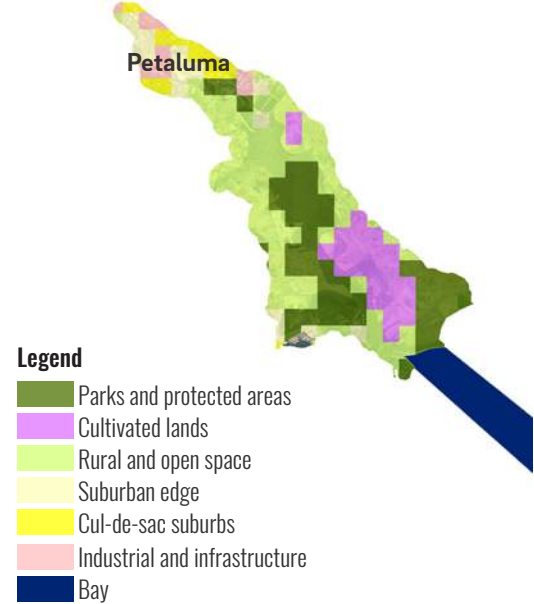 Petaluma
Legend
Parks and protected areas
Cultivated lands
Rural and open space
Suburban edge
Cul-de-sac suburbs
Industrial and infrastructure
Bay